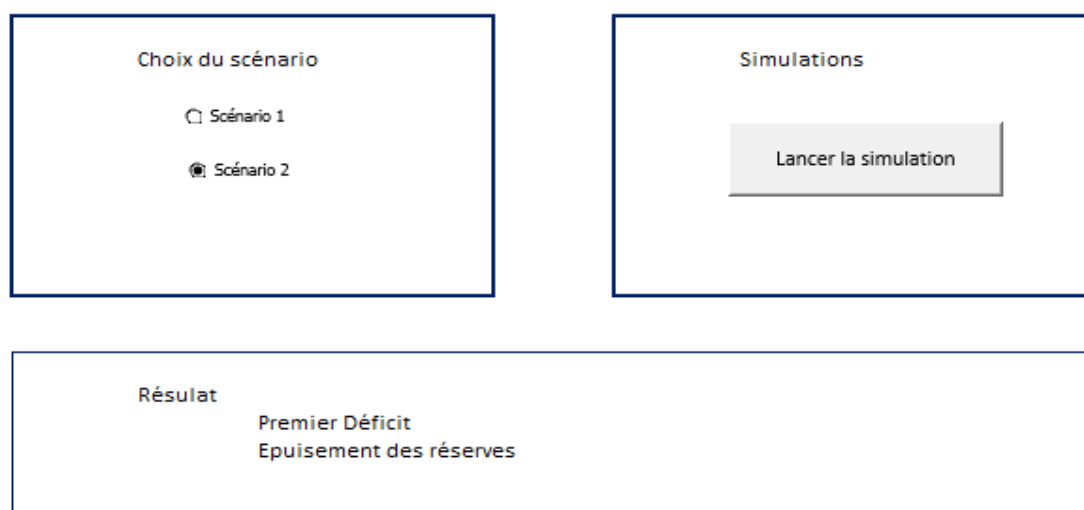 Choix du scénario
Scénario 1
Scénario 2
Simulations
Lancer la simulation
Résulat
Premier Déficit
Epuisement des réserves